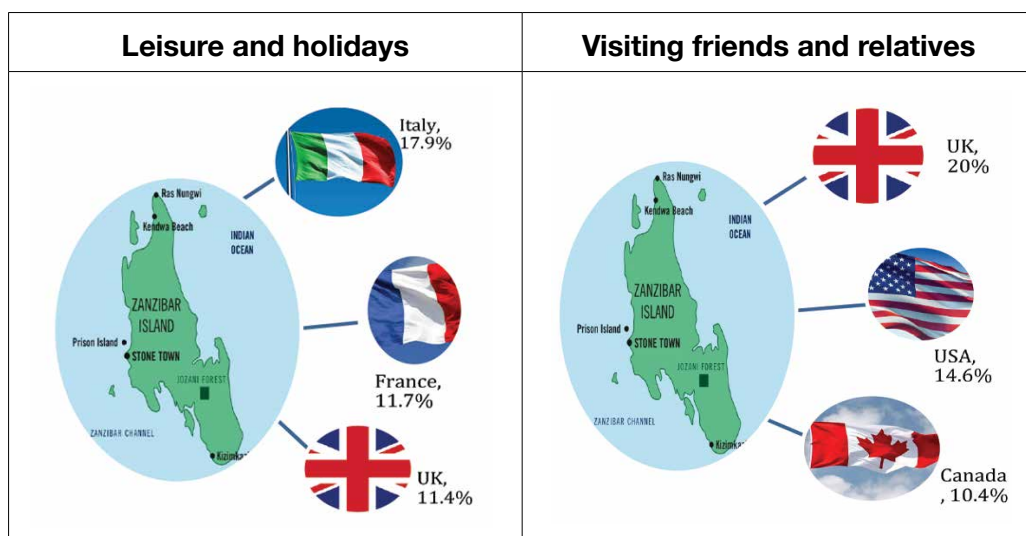 Leisure and holidays
Visiting friends and relatives
Italy,
17.9%
Ras Nungwi
Kendwa Beach
INDIAN
OCEAN
ZANZIBAR
ISLAND
Prison Island
STONE TOWN
JOZANI FOREST
France,
11.7%
ZANZIBAR CHANNEL
Kizimka
UK,
11.4%
UK,
20%
Ras Nungwi
Kendwa Beach
INDIAN
OCEAN
ZANZIBAR
ISLAND
Prison Island
STONE TOWN
JOZANI FOREST
USA,
14.6%
ZANZIBAR CHANNEL
Kizimka
Canada
, 10.4%